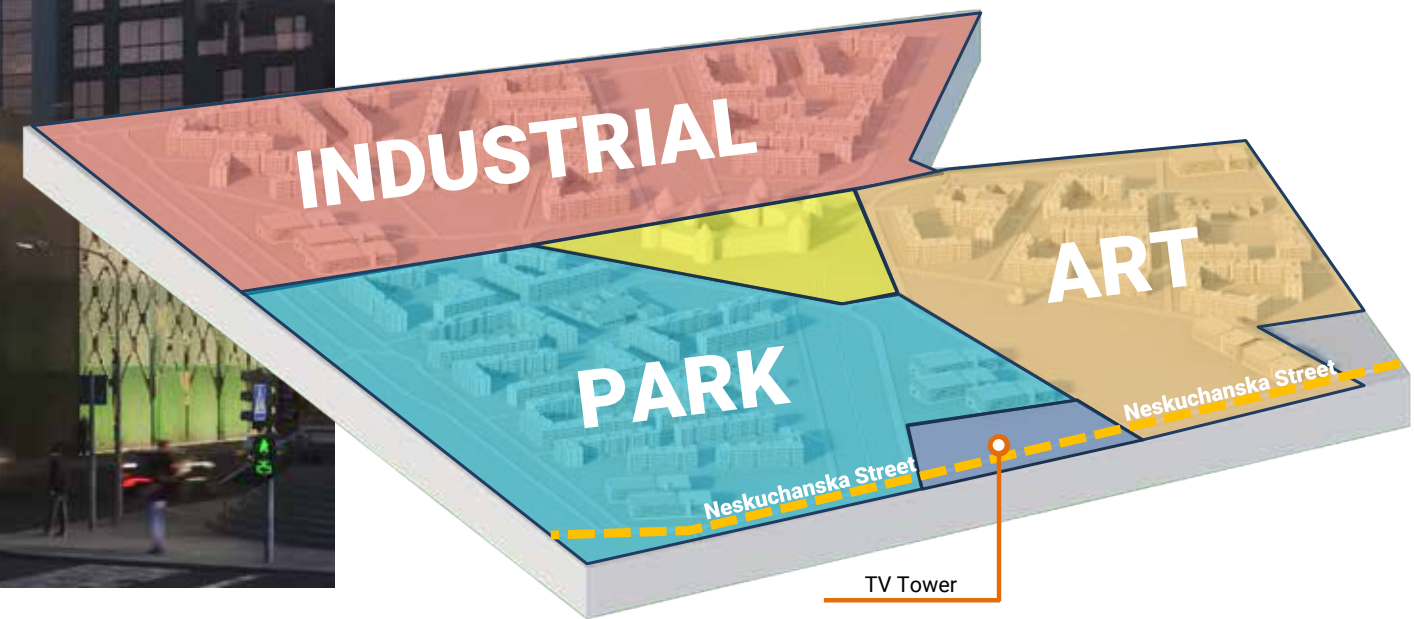 INDUSTRIAL
ART
PARK
Neskuchanska Street
Neskuchanska Street
TV Tower